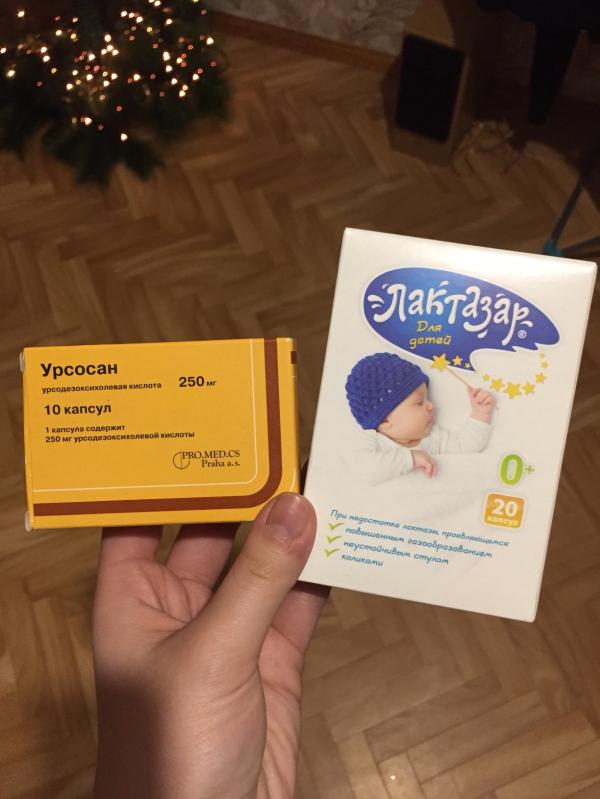 Урсосан
урсодезоксихолевая кислота 250 мг
10 капсул
1 капсула содержит
250 мг урсодезоксихолевой кислоты
PRO.MED.CS
Praha a.s.
Лактазар®
Для
детей
0+
20
капсул
При недостатке лактазы, проявляющемся:
повышенным газообразованием
неустойчивым стулом
коликами